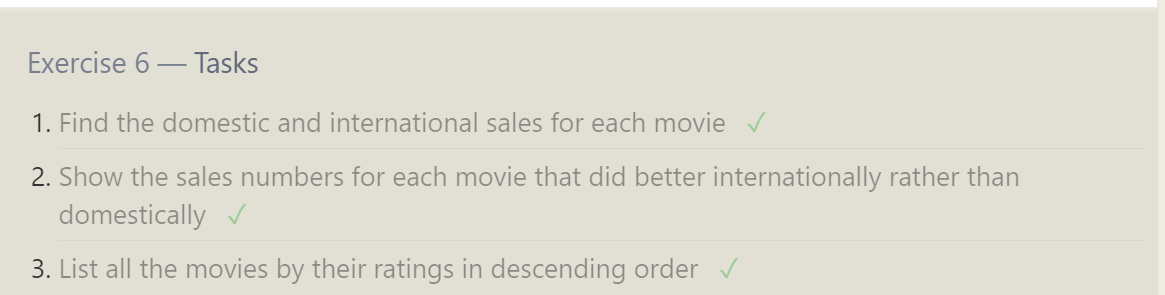 Exercise 6 — Tasks
1. Find the domestic and international sales for each movie ✓
2. Show the sales numbers for each movie that did better internationally rather than
domestically ✓
3. List all the movies by their ratings in descending order ✓